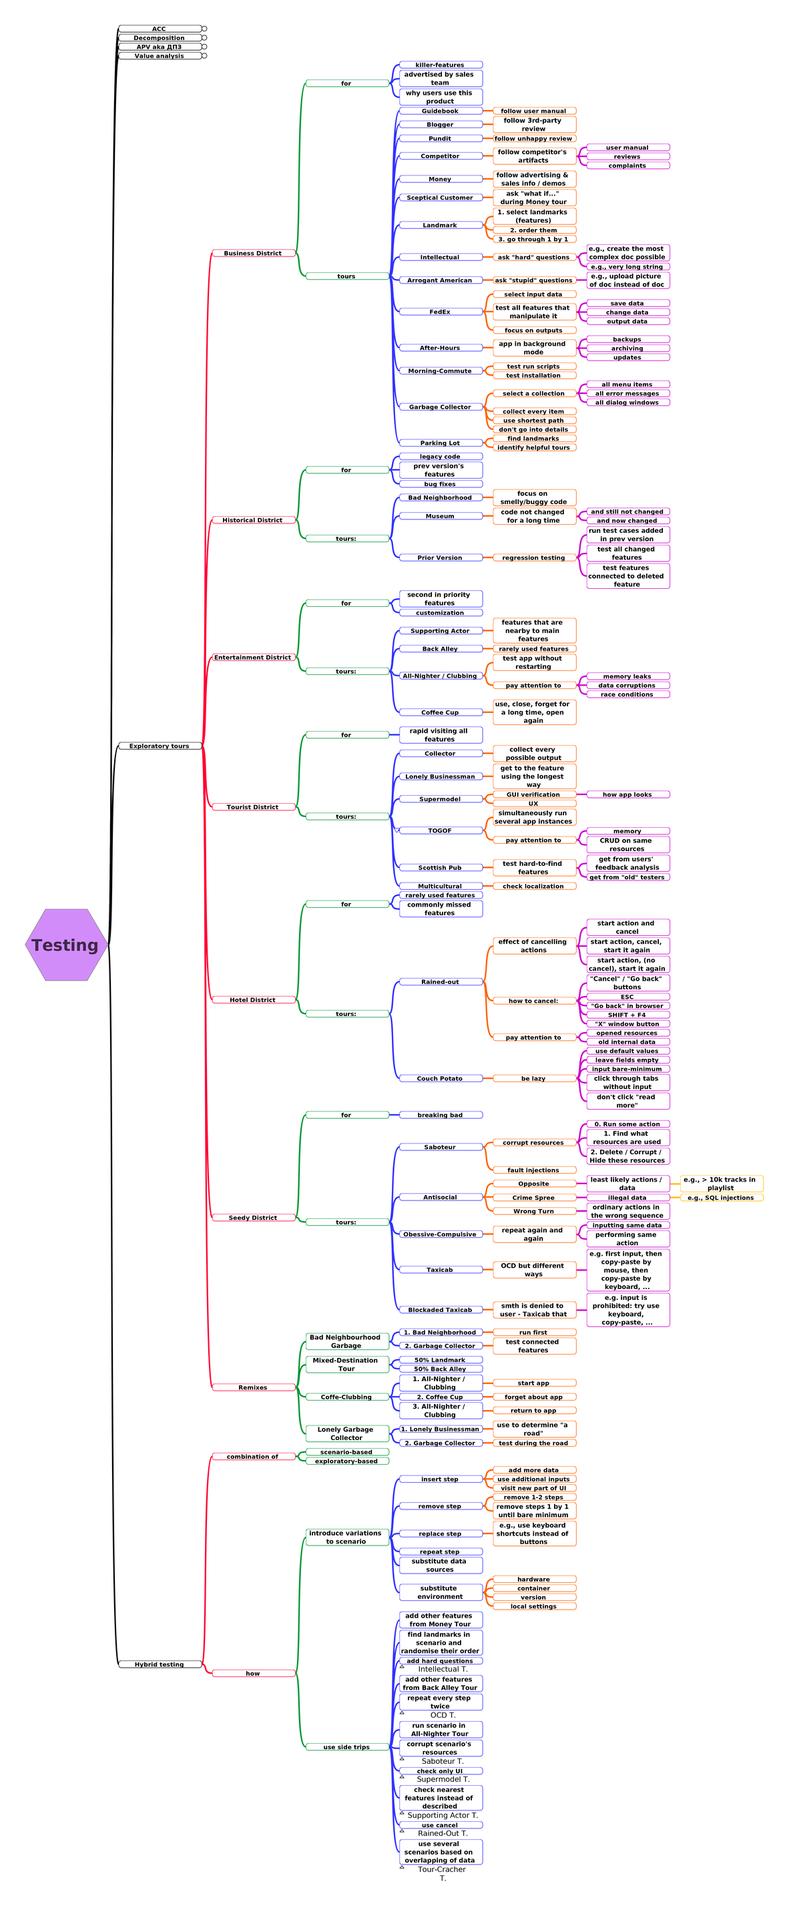 ACC
Decomposition
APV aka ДПЗ
Value analysis
Testing
Exploratory tours
Business District
for
killer-features
advertised by sales
team
why users use this
product
tours
Guidebook
follow user manual
Blogger
follow 3rd-party
review
Pundit
follow unhappy review
Competitor
follow competitor's
artifacts
user manual
reviews
complaints
Money
follow advertising &
sales info / demos
Sceptical Customer
ask "what if..."
during Money tour
Landmark
1. select landmarks
(features)
2. order them
3. go through 1 by 1
Intellectual
ask "hard" questions
e.g., create the most
complex doc possible
e.g., very long string
Arrogant American
ask "stupid" questions
e.g., upload picture
of doc instead of doc
FedEx
select input data
test all features that
manipulate it
save data
change data
output data
focus on outputs
After-Hours
app in background
mode
backups
archiving
updates
Morning-Commute
test run scripts
test installation
Garbage Collector
select a collection
all menu items
all error messages
all dialog windows
collect every item
use shortest path
don't go into details
Parking Lot
find landmarks
identify helpful tours
Historical District
for
legacy code
prev version's
features
bug fixes
tours:
Bad Neighborhood
focus on
smelly/buggy code
Museum
code not changed
for a long time
and still not changed
and now changed
Prior Version
regression testing
run test cases added
in prev version
test all changed
features
test features
connected to deleted
feature
Entertainment District
for
second in priority
features
customization
tours:
Supporting Actor
features that are
nearby to main
features
Back Alley
rarely used features
All-Nighter / Clubbing
test app without
restarting
pay attention to
memory leaks
data corruptions
race conditions
Coffee Cup
use, close, forget for
a long time, open
again
Tourist District
for
rapid visiting all
features
tours:
Collector
collect every
possible output
Lonely Businessman
get to the feature
using the longest
way
Supermodel
GUI verification
how app looks
UX
TOGOF
simultaneously run
several app instances
pay attention to
memory
CRUD on same
resources
Scottish Pub
test hard-to-find
features
get from users'
feedback analysis
get from "old" testers
Multicultural
check localization
Hotel District
for
rarely used features
commonly missed
features
tours:
Rained-out
effect of cancelling
actions
start action and
cancel
start action, cancel,
start it again
start action, (no
cancel), start it again
how to cancel:
"Cancel" / "Go back"
buttons
ESC
"Go back" in browser
SHIFT + F4
"X" window button
pay attention to
opened resources
old internal data
Couch Potato
be lazy
use default values
leave fields empty
input bare-minimum
click through tabs
without input
don't click "read
more"
Seedy District
for
breaking bad
tours:
Saboteur
corrupt resources
0. Run some action
1. Find what
resources are used
2. Delete / Corrupt /
Hide these resources
fault injections
Antisocial
Opposite
least likely actions /
data
e.g., > 10k tracks in
playlist
Crime Spree
illegal data
e.g., SQL injections
Wrong Turn
ordinary actions in
the wrong sequence
Obessive-Compulsive
repeat again and
again
inputting same data
performing same
action
Taxicab
OCD but different
ways
e.g. first input, then
copy-paste by
mouse, then
copy-paste by
keyboard, ...
Blockaded Taxicab
smth is denied to
user - Taxicab that
e.g. input is
prohibited: try use
keyboard,
copy-paste, ...
Remixes
Bad Neighbourhood
Garbage
1. Bad Neighborhood
run first
2. Garbage Collector
test connected
features
Mixed-Destination
Tour
50% Landmark
50% Back Alley
Coffe-Clubbing
1. All-Nighter /
Clubbing
start app
2. Coffee Cup
forget about app
3. All-Nighter /
Clubbing
return to app
Lonely Garbage
Collector
1. Lonely Businessman
use to determine "a
road"
2. Garbage Collector
test during the road
Hybrid testing
combination of
scenario-based
exploratory-based
how
introduce variations
to scenario
insert step
add more data
use additional inputs
visit new part of UI
remove step
remove 1-2 steps
remove steps 1 by 1
until bare minimum
replace step
e.g., use keyboard
shortcuts instead of
buttons
repeat step
substitute data
sources
substitute
environment
hardware
container
version
local settings
use side trips
add other features
from Money Tour
find landmarks in
scenario and
randomise their order
add hard questions
Intellectual T.
add other features
from Back Alley Tour
repeat every step
twice
OCD T.
run scenario in
All-Nighter Tour
corrupt scenario's
resources
Saboteur T.
check only UI
Supermodel T.
check nearest
features instead of
described
Supporting Actor T.
use cancel
Rained-Out T.
use several
scenarios based on
overlapping of data
Tour-Cracher
T.